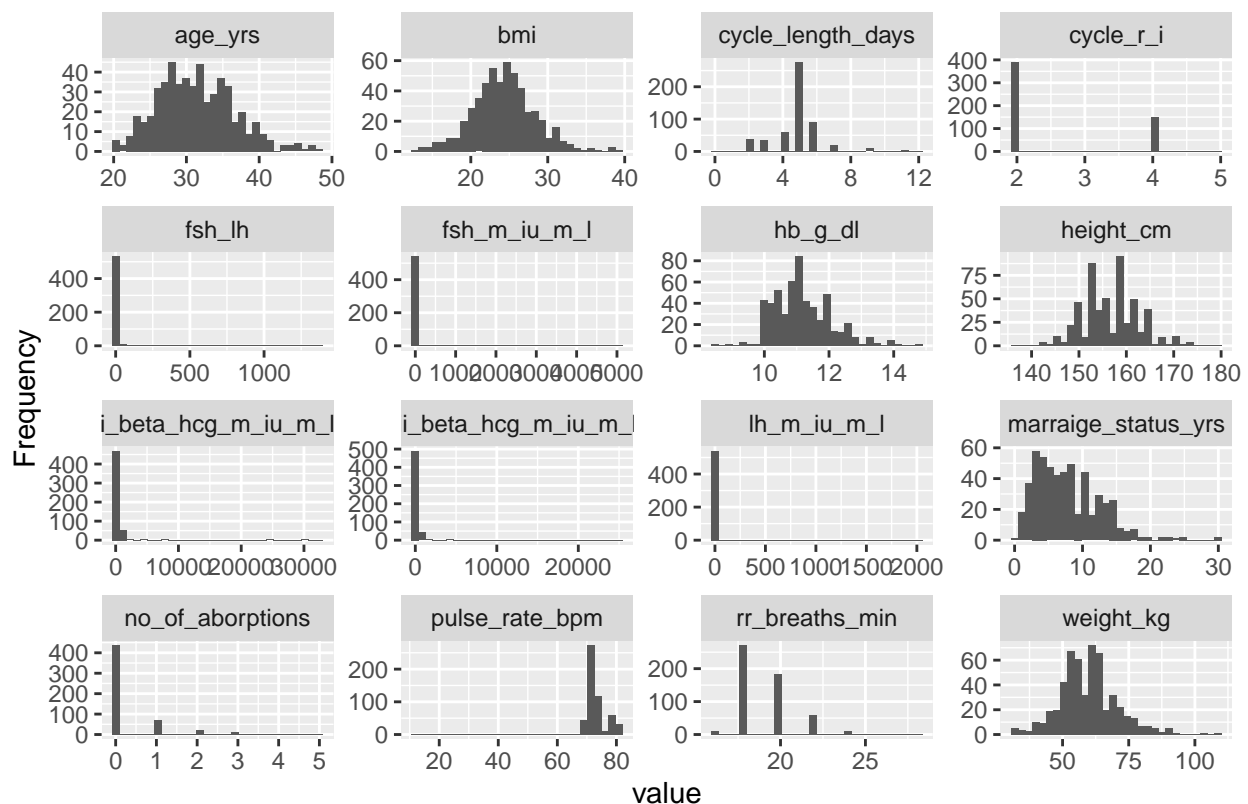 age_yrs bmi cycle_length_days cycle_r_i
40 30 20 10 0 60 40 20 0 200 100 0 400 300 200 100 0
20 30 40 50 20 30 40 0 4 8 12 2 3 4 5
fsh_lh fsh_m_iu_m_l hb_g_dl height_cm
400 200 0 400 200 0 80 60 40 20 0 75 50 25 0
0 500 1000 0 1000 2000 3000 4000 5000 10 12 14 140 150 160 170 180
i_beta_hcg_m_iu_m_l i_beta_hcg_m_iu_m_l lh_m_iu_m_l marraige_status_yrs
400 300 200 100 0 500 400 300 200 100 0 400 200 0 60 40 20 0
0 10000 20000 30000 0 10000 20000 0 500 1000 1500 2000 0 10 20 30
no_of_aborptions pulse_rate_bpm rr_breaths_min weight_kg
400 300 200 100 0 200 100 0 200 100 0 60 40 20 0
0 1 2 3 4 5 20 40 60 80 20 25 50 75 100
Frequency
value